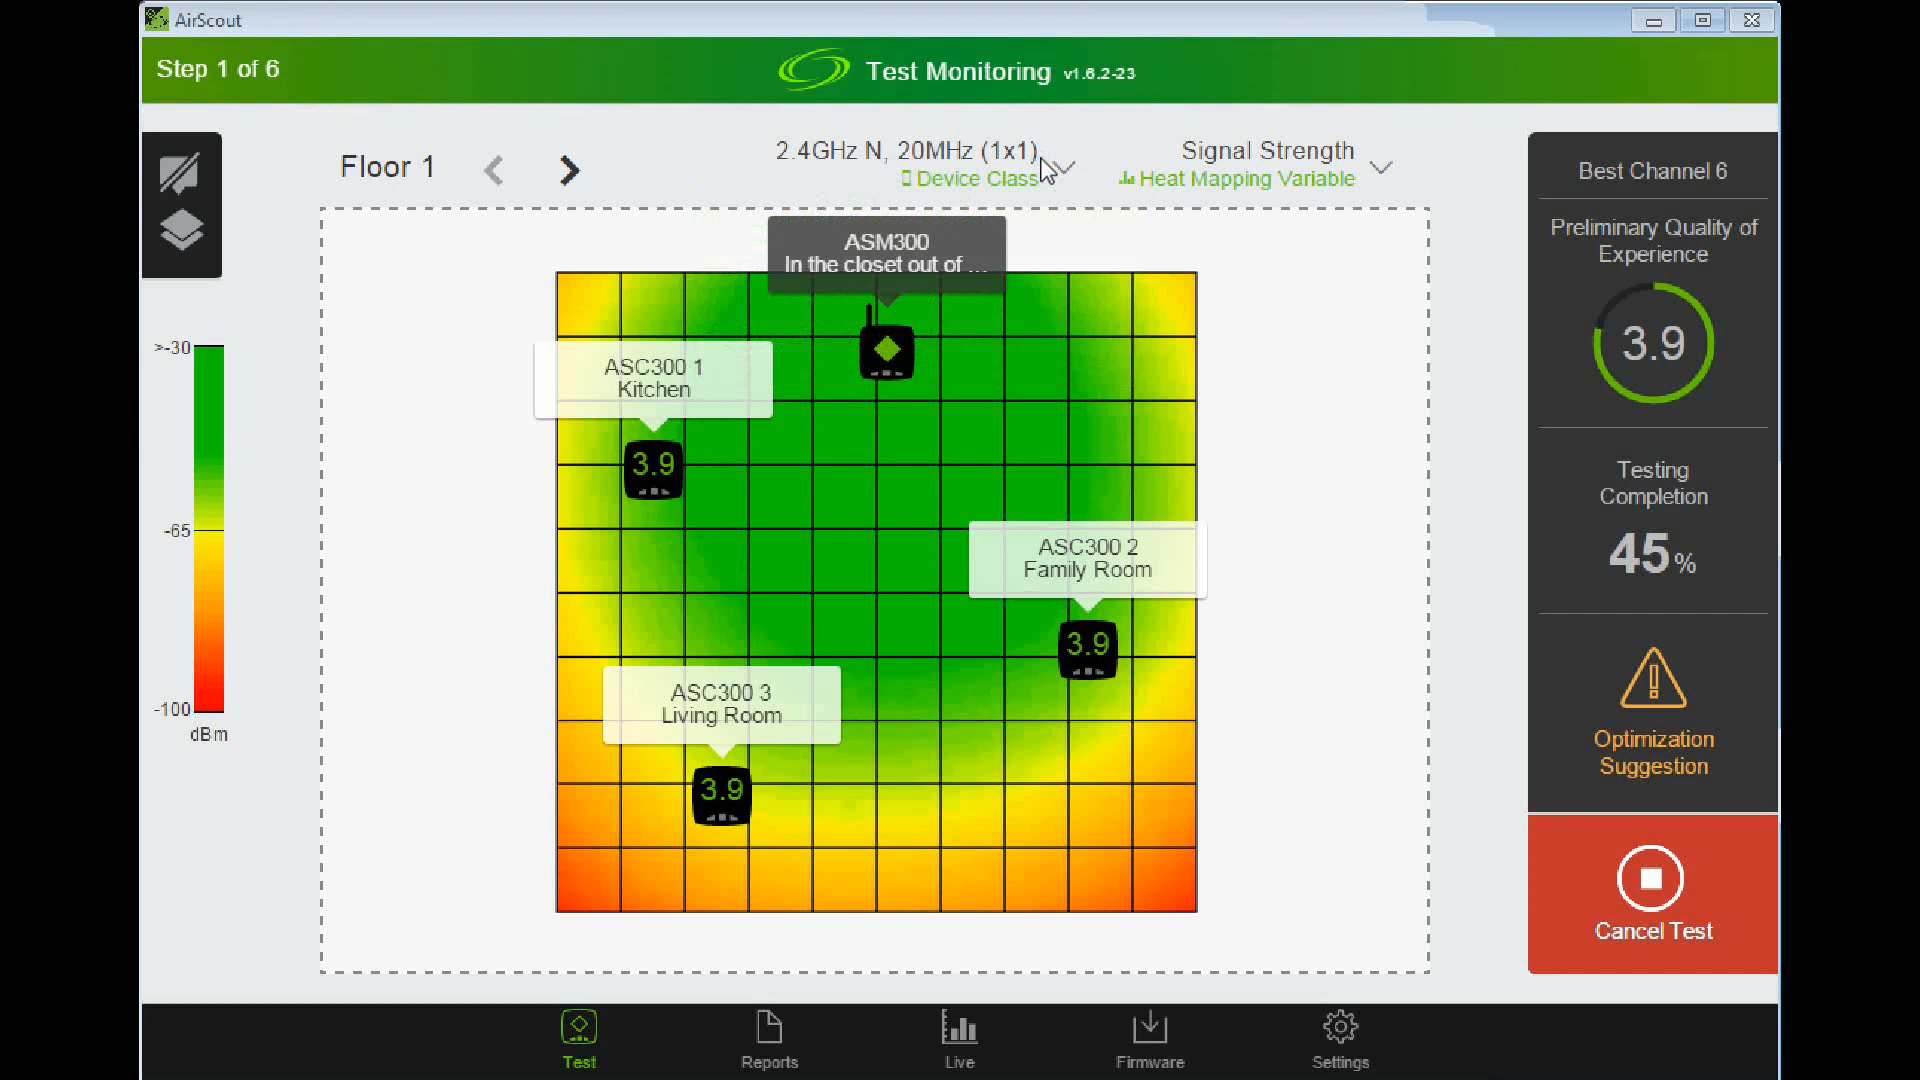 AirScout
Step 1 of 6
Test Monitoring v1.6.2-23
Floor 1
2.4GHz N, 20MHz (1x1)
Device Class
Signal Strength
Heat Mapping Variable
Best Channel 6
Preliminary Quality of
Experience
3.9
Testing
Completion
45 %
Optimization
Suggestion
Cancel Test
>-30
-65
-100
dBm
ASM300
In the closet out of ...
ASC300 1
Kitchen
3.9
ASC300 2
Family Room
3.9
ASC300 3
Living Room
3.9
Test
Reports
Live
Firmware
Settings